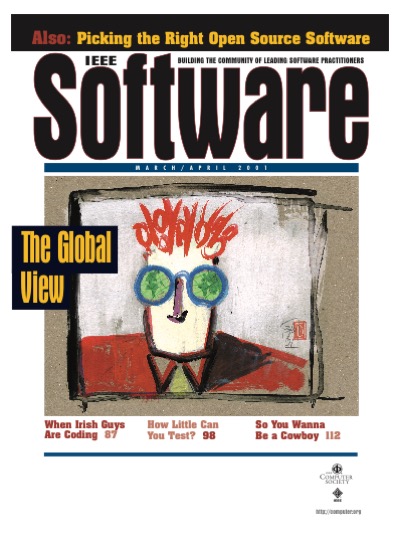 Also: Picking the Right Open Source Software
IEEE
BUILDING THE COMMUNITY OF LEADING SOFTWARE PRACTITIONERS
Software
MARCH/APRIL 2001
The Global
View
When Irish Guys
Are Coding 87
How Little Can
You Test? 98
So You Wanna
Be a Cowboy 112
COMPUTER
SOCIETY
IEEE
http://computer.org